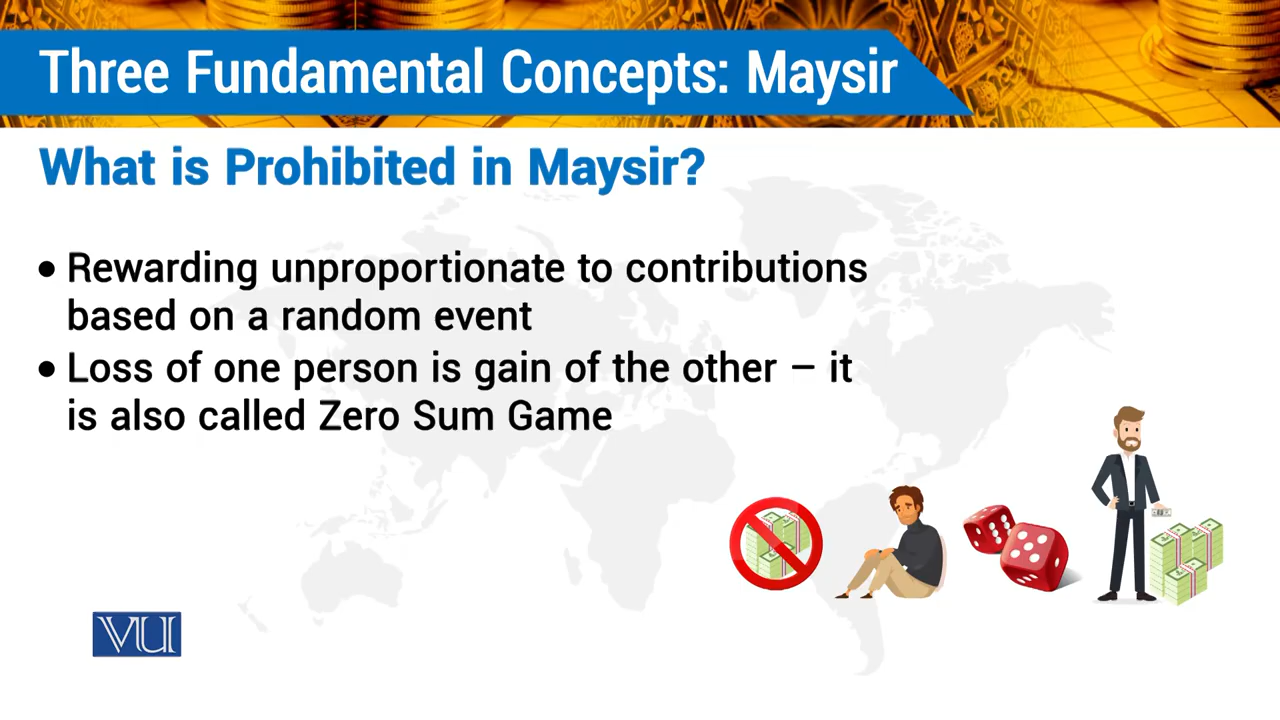 Three Fundamental Concepts: Maysir
What is Prohibited in Maysir?
• Rewarding unproportionate to contributions
based on a random event
• Loss of one person is gain of the other – it
is also called Zero Sum Game
VU